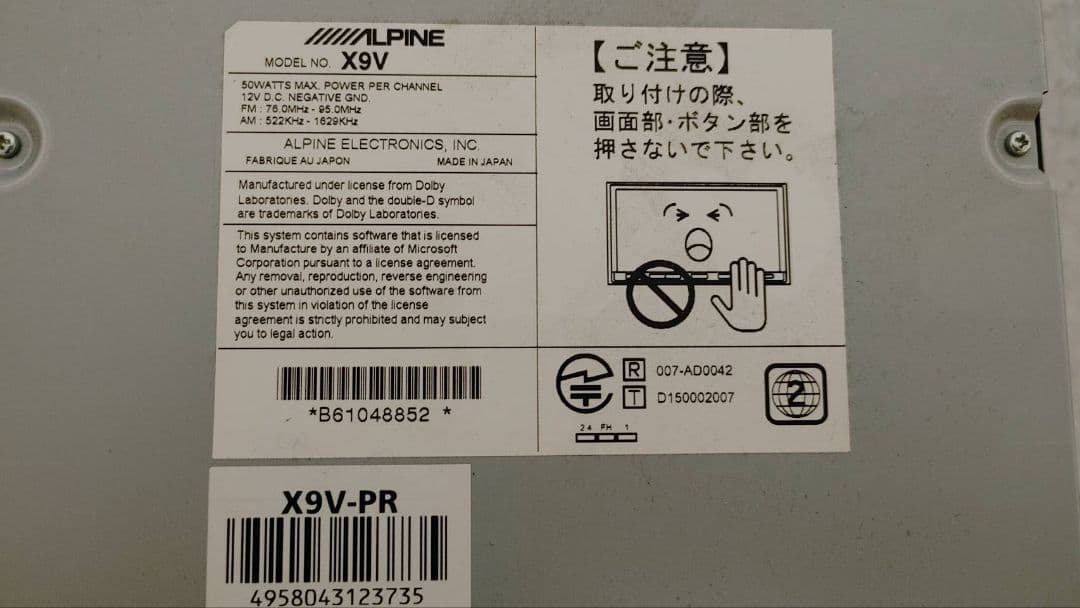 ALPINE
MODEL NO. X9V
50WATTS MAX. POWER PER CHANNEL
12V D.C. NEGATIVE GND.
FM : 76.0MHz - 95.0MHz
AM : 522KHz - 1629KHz
ALPINE ELECTRONICS, INC.
FABRIQUE AU JAPON MADE IN JAPAN
Manufactured under license from Dolby
Laboratories. Dolby and the double-D symbol
are trademarks of Dolby Laboratories.
This system contains software that is licensed
to Manufacture by an affiliate of Microsoft
Corporation pursuant to a license agreement.
Any removal, reproduction, reverse engineering
or other unauthorized use of the software from
this system in violation of the license
agreement is strictly prohibited and may subject
you to legal action.
*B61048852 *
【ご注意】
取り付けの際、
画面部・ボタン部を
押さないで下さい。
R 007-AD0042
T D150002007
2
24 FH 1
X9V-PR
4958043123735